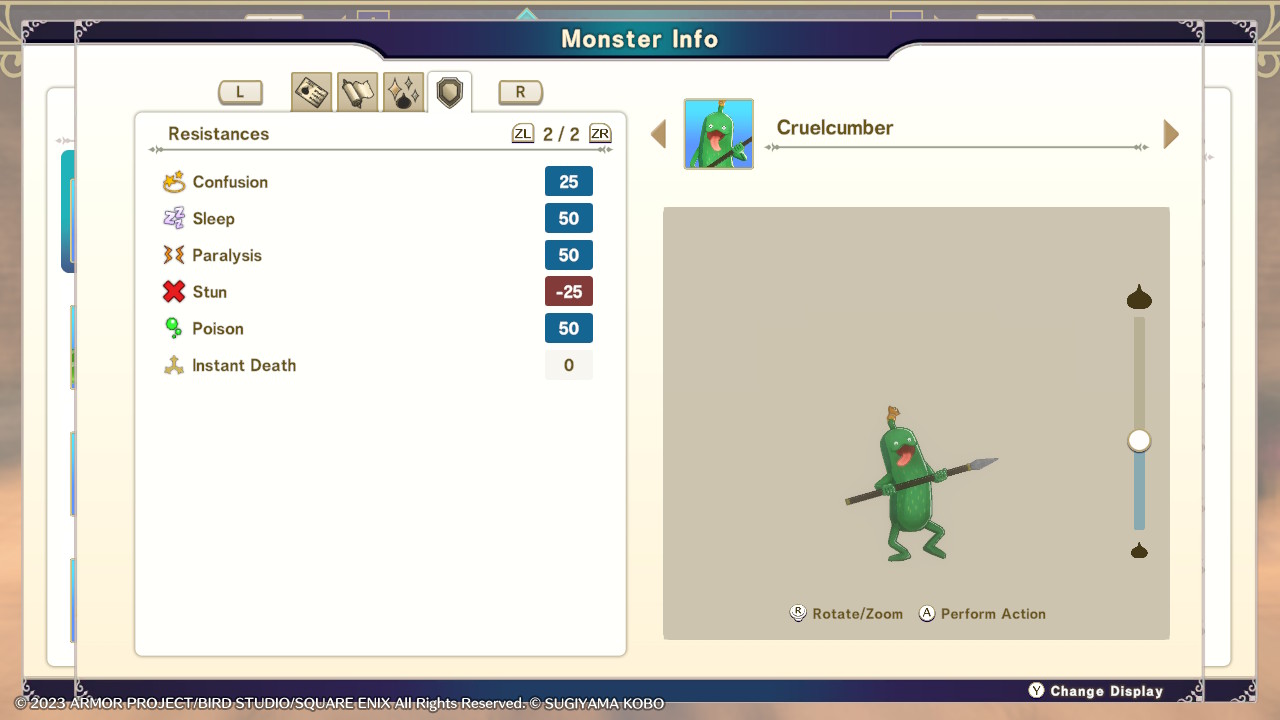 Monster Info
L
R
Resistances
ZL 2 / 2 ZR
Cruelcumber
Confusion 25
Sleep 50
Paralysis 50
Stun -25
Poison 50
Instant Death 0
R Rotate/Zoom A Perform Action
Y Change Display
© 2023 ARMOR PROJECT/BIRD STUDIO/SQUARE ENIX All Rights Reserved. © SUGIYAMA KOBO